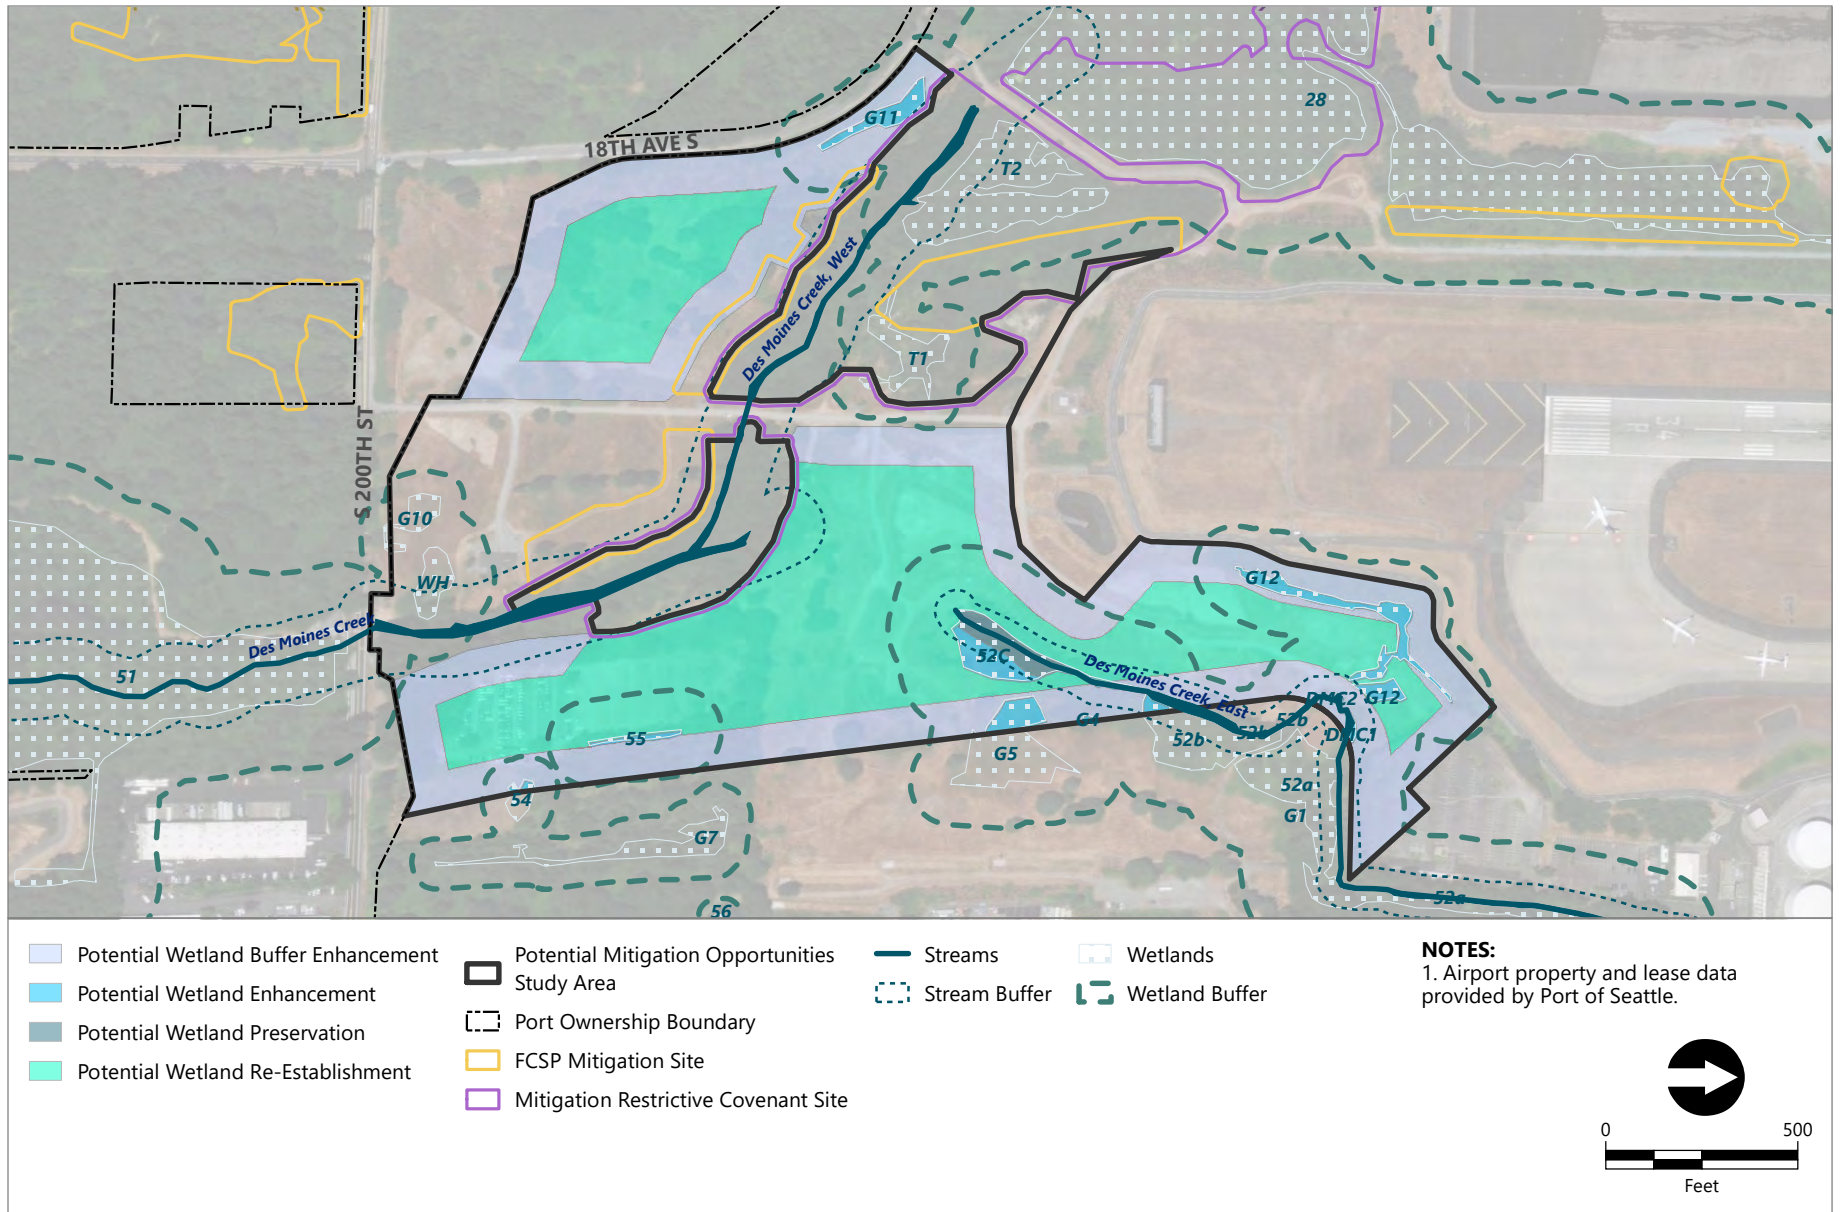 28
G11
18TH AVE S
T2
Des Moines Creek, West
T1
S 200TH ST
G10
WH
G12
Des Moines Creek
52C
Des Moines Creek, East
51
DMC2
G12
G4
52b
52b
DMC1
55
52b
G5
52a
54
G1
G7
52a
56
Potential Wetland Buffer Enhancement
Potential Wetland Enhancement
Potential Wetland Preservation
Potential Wetland Re-Establishment
Potential Mitigation Opportunities
Study Area
Port Ownership Boundary
FCSP Mitigation Site
Mitigation Restrictive Covenant Site
Streams
Stream Buffer
Wetlands
Wetland Buffer
NOTES:
1. Airport property and lease data
provided by Port of Seattle.
0 500
Feet